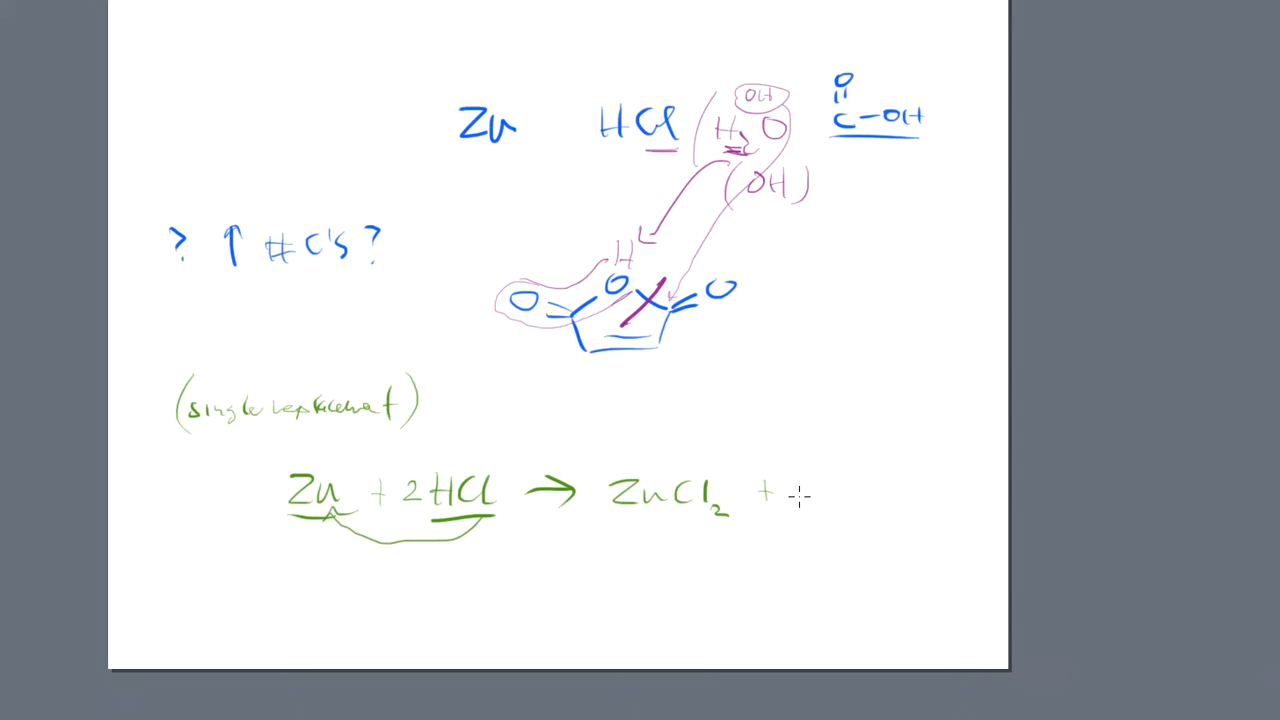 O
OH
Zn HCl H2O C-OH
(OH)
? ↑ #C's ?
H
O O O
(single replacement)
Zn + 2HCl → ZnCl2 +